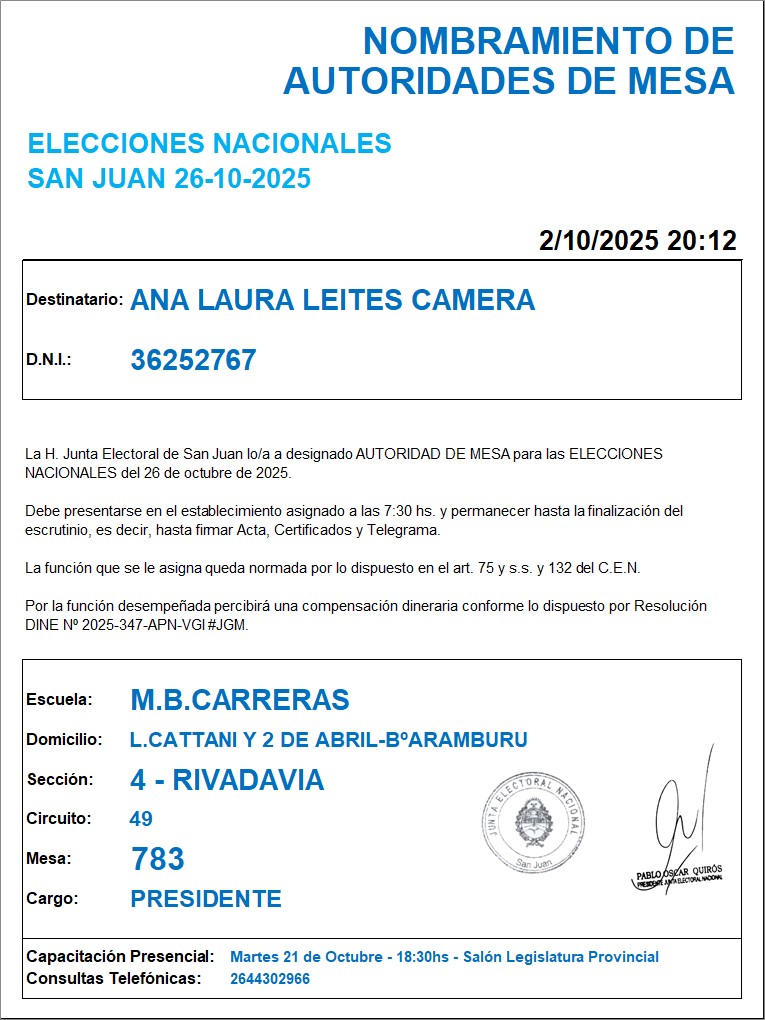 NOMBRAMIENTO DE
AUTORIDADES DE MESA
ELECCIONES NACIONALES
SAN JUAN 26-10-2025
2/10/2025 20:12
Destinatario: ANA LAURA LEITES CAMERA
D.N.I.: 36252767
La H. Junta Electoral de San Juan lo/a a designado AUTORIDAD DE MESA para las ELECCIONES
NACIONALES del 26 de octubre de 2025.
Debe presentarse en el establecimiento asignado a las 7:30 hs. y permanecer hasta la finalización del
escrutinio, es decir, hasta firmar Acta, Certificados y Telegrama.
La función que se le asigna queda normada por lo dispuesto en el art. 75 y s.s. y 132 del C.E.N.
Por la función desempeñada percibirá una compensación dineraria conforme lo dispuesto por Resolución
DINE Nº 2025-347-APN-VGI#JGM.
Escuela: M.B.CARRERAS
Domicilio: L.CATTANI Y 2 DE ABRIL-BºARAMBURU
Sección: 4 - RIVADAVIA
Circuito: 49
Mesa: 783
Cargo: PRESIDENTE
JUNTA ELECTORAL NACIONAL
San Juan
PABLO OSCAR QUIRÓS
PRESIDENTE JUNTA ELECTORAL NACIONAL
Capacitación Presencial: Martes 21 de Octubre - 18:30hs - Salón Legislatura Provincial
Consultas Telefónicas: 2644302966